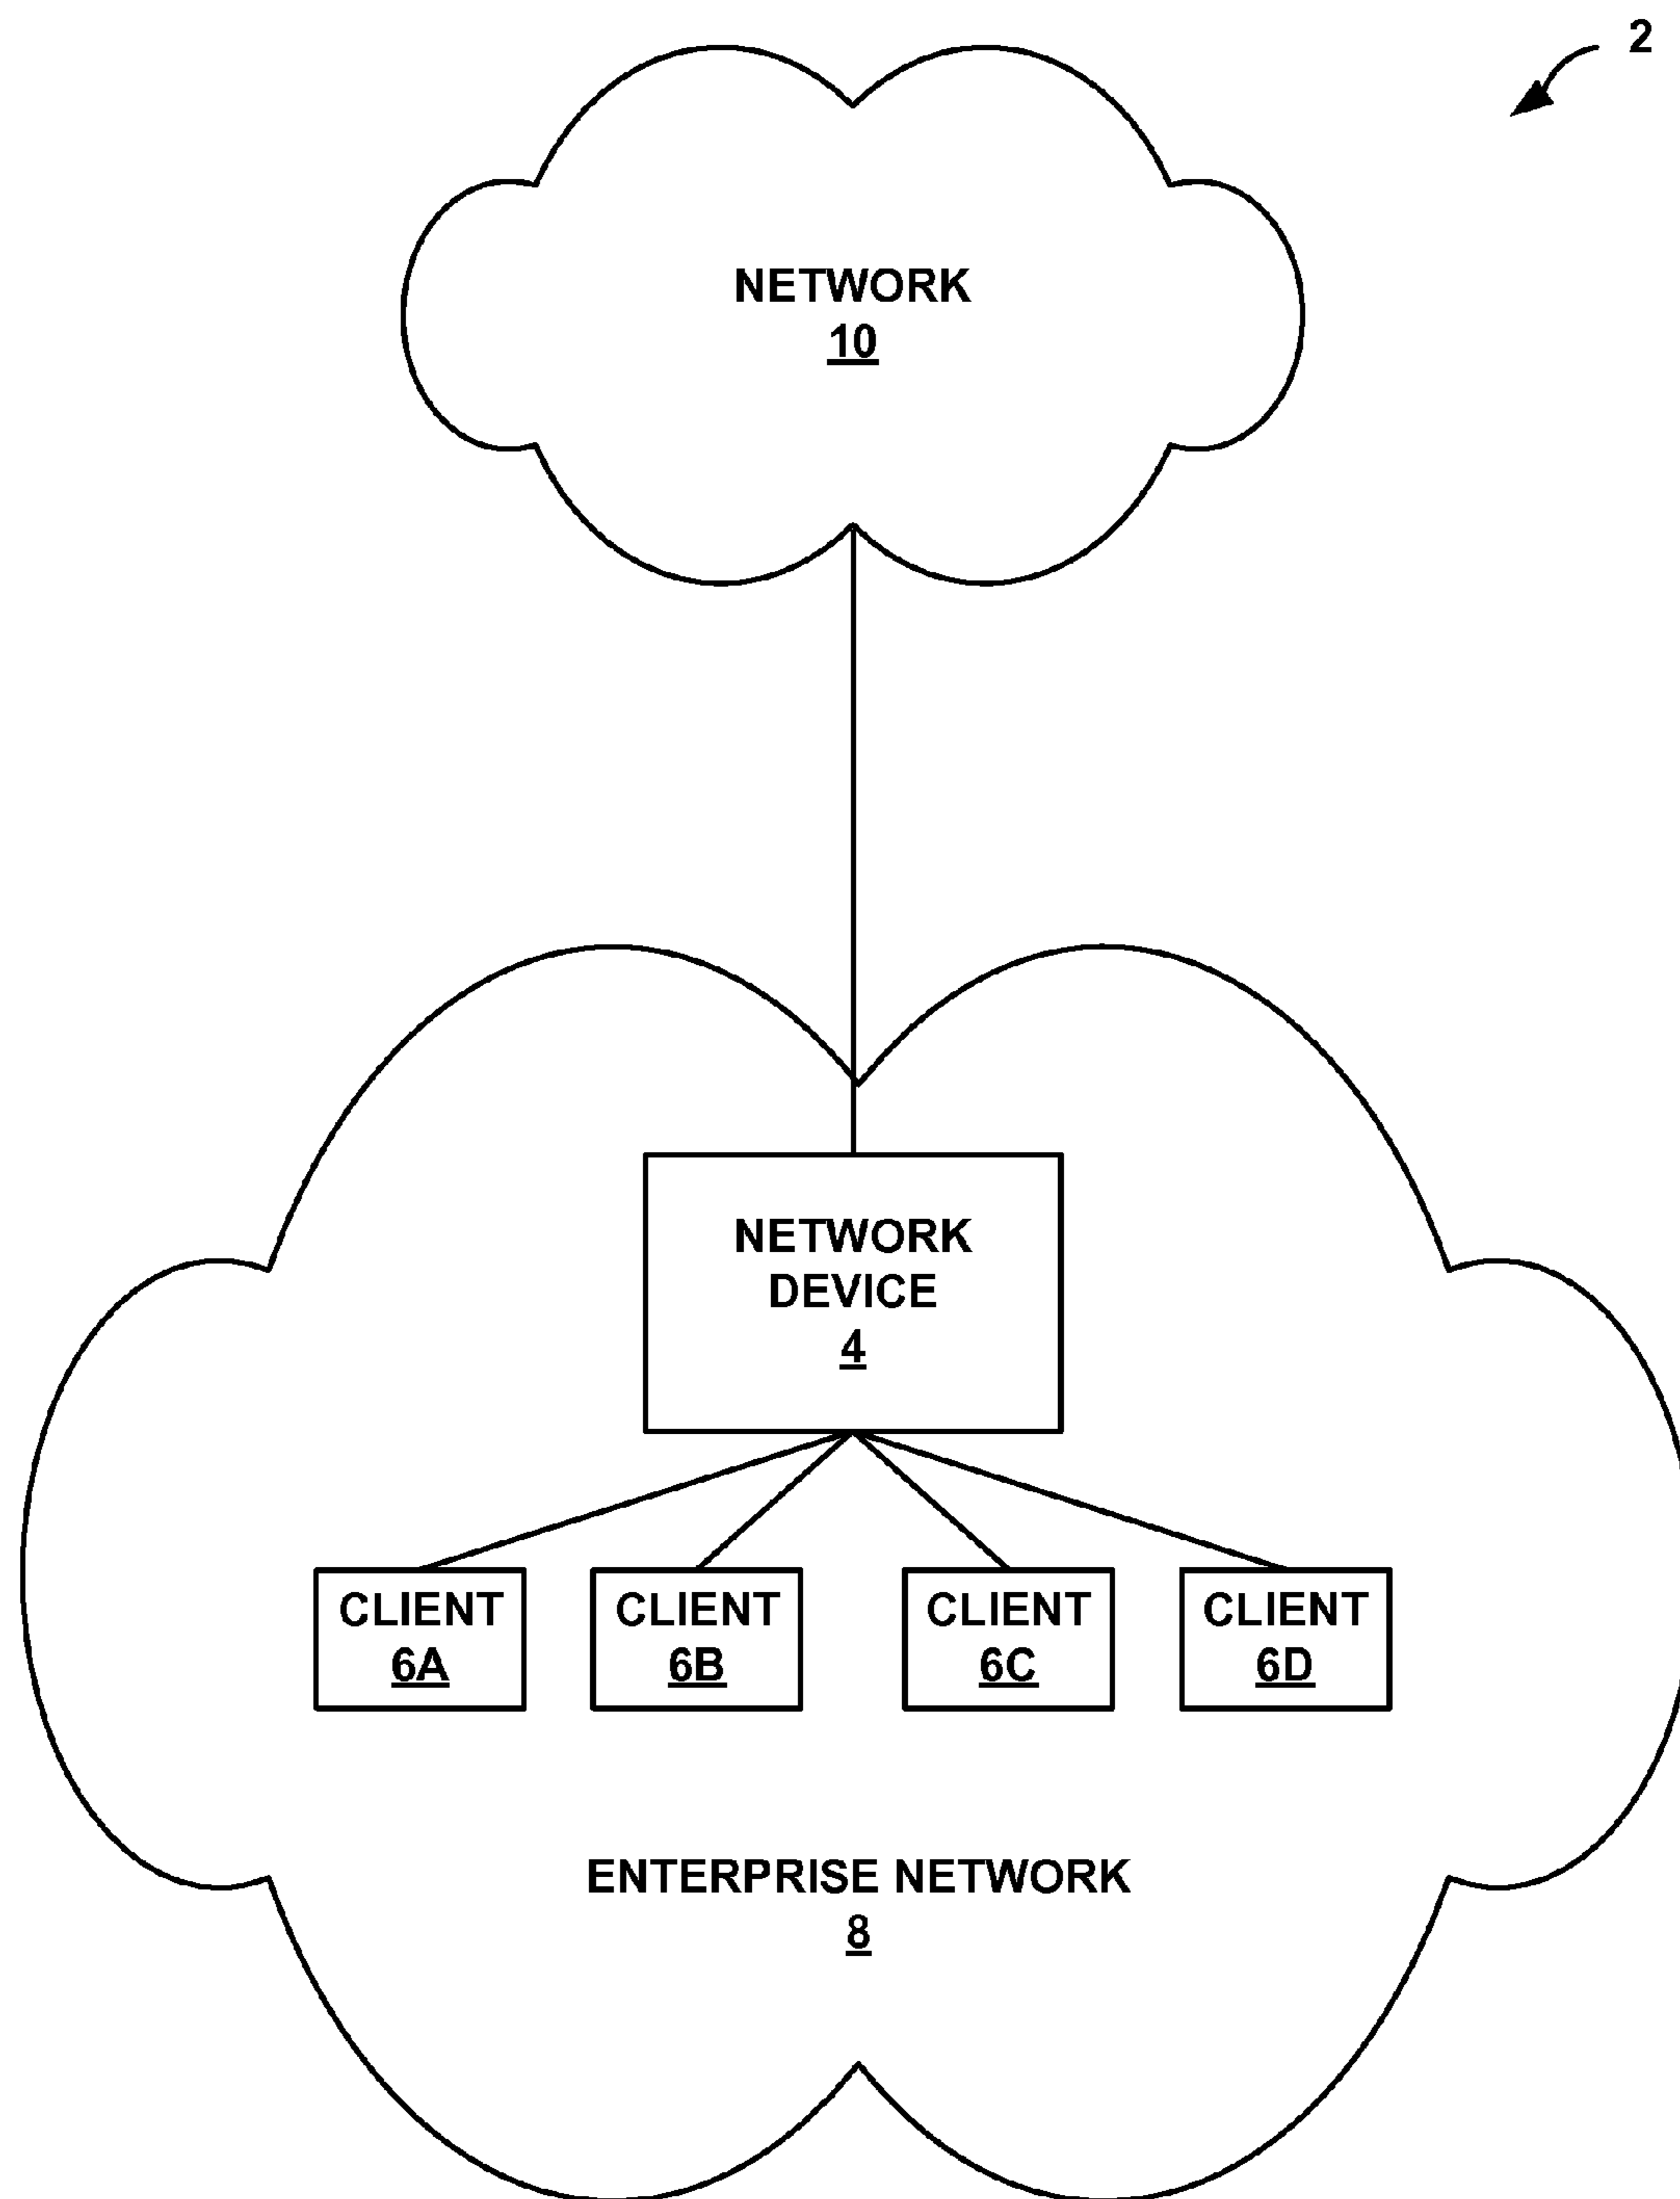 2
NETWORK
10
NETWORK
DEVICE
4
CLIENT
6A
CLIENT
6B
CLIENT
6C
CLIENT
6D
ENTERPRISE NETWORK
8